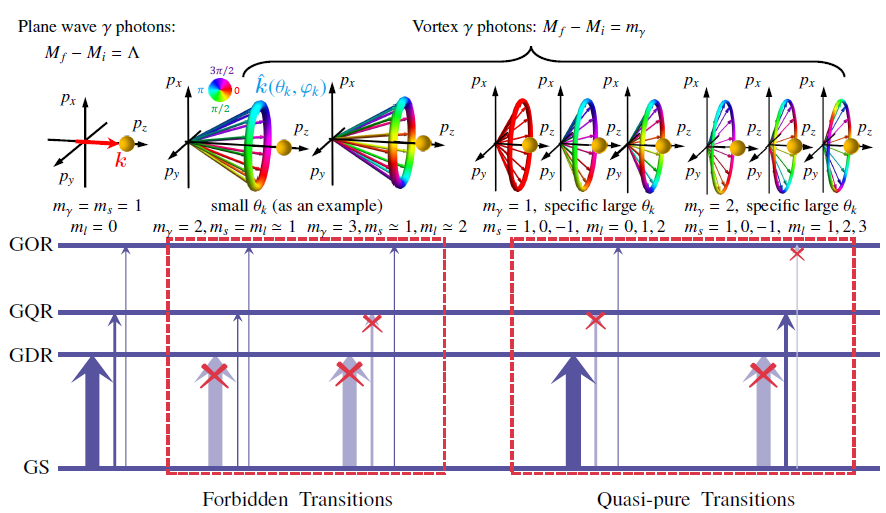 Plane wave γ photons:
M_f − M_i = Λ
Vortex γ photons: M_f − M_i = m_γ
p_x
p_z
p_y
k
p_x
3π/2
π
0
π/2
k̂(θ_k, φ_k)
p_z
p_y
p_x
p_z
p_y
p_x
p_z
p_y
p_x
p_z
p_y
p_x
p_z
p_y
p_x
p_z
p_y
p_x
p_z
p_y
p_x
p_z
p_y
m_γ = m_s = 1
m_l = 0
small θ_k (as an example)
m_γ = 2, m_s = m_l ≃ 1
m_γ = 3, m_s ≃ 1, m_l ≃ 2
m_γ = 1, specific large θ_k
m_s = 1, 0, −1, m_l = 0, 1, 2
m_γ = 2, specific large θ_k
m_s = 1, 0, −1, m_l = 1, 2, 3
GOR
GQR
GDR
GS
Forbidden Transitions
Quasi-pure Transitions